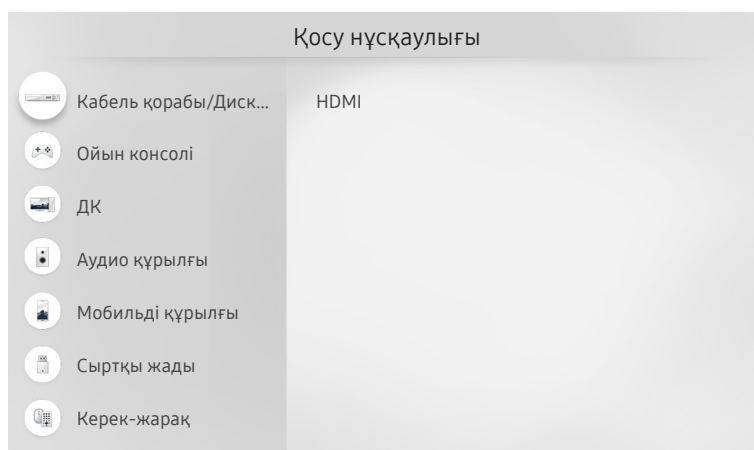 Қосу нұсқаулығы
Кабель қорабы/Диск...
HDMI
Ойын консолі
ДК
Аудио құрылғы
Мобильді құрылғы
Сыртқы жады
Керек-жарақ